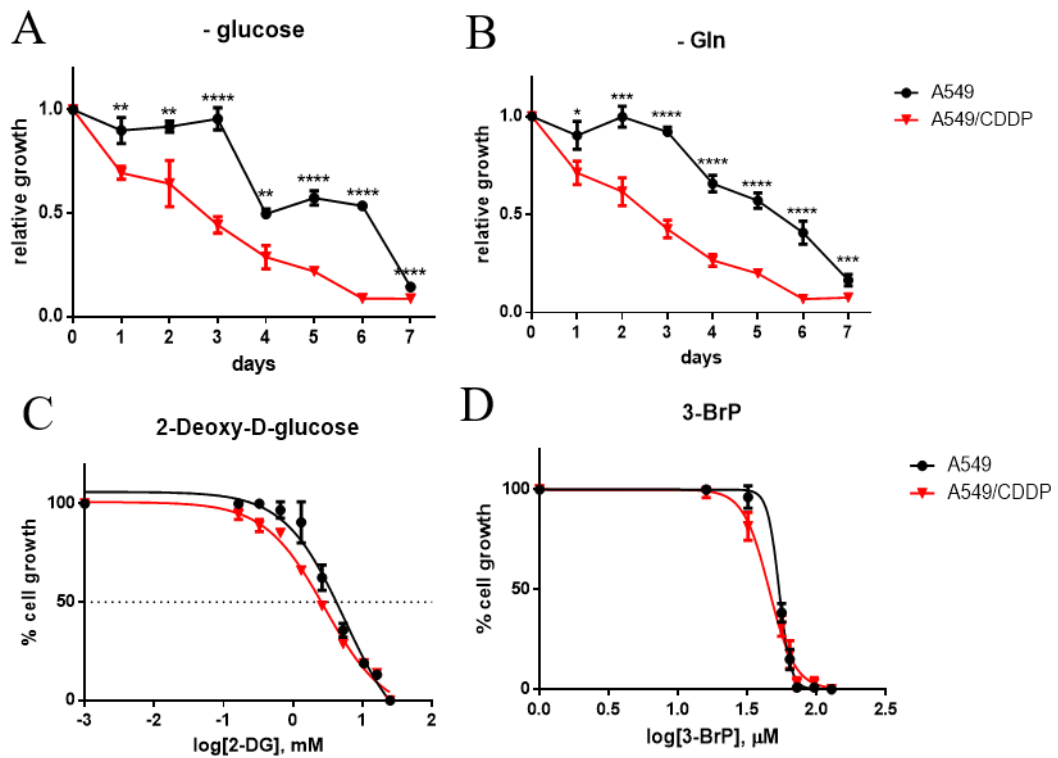 A
- glucose
relative growth
1.0
0.5
0.0
** ** **** ** **** **** ****
0 1 2 3 4 5 6 7
days
B
- Gln
relative growth
1.0
0.5
0.0
* *** **** **** **** **** ***
0 1 2 3 4 5 6 7
days
A549
A549/CDDP
C
2-Deoxy-D-glucose
% cell growth
100
50
0
-3 -2 -1 0 1 2
log[2-DG], mM
D
3-BrP
% cell growth
100
50
0
0.0 0.5 1.0 1.5 2.0 2.5
log[3-BrP], μM
A549
A549/CDDP